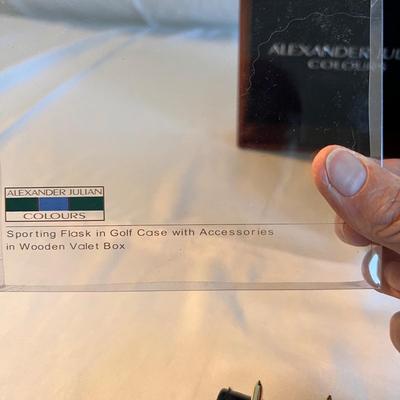 ALEXANDER JULIAN
COLOURS
ALEXANDER JULIAN
COLOURS
Sporting Flask in Golf Case with Accessories
in Wooden Valet Box